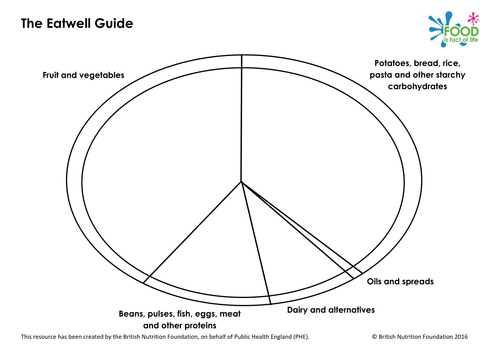 The Eatwell Guide
FOOD
a fact of life
Fruit and vegetables
Potatoes, bread, rice,
pasta and other starchy
carbohydrates
Oils and spreads
Dairy and alternatives
Beans, pulses, fish, eggs, meat
and other proteins
This resource has been created by the British Nutrition Foundation, on behalf of Public Health England (PHE).
© British Nutrition Foundation 2016